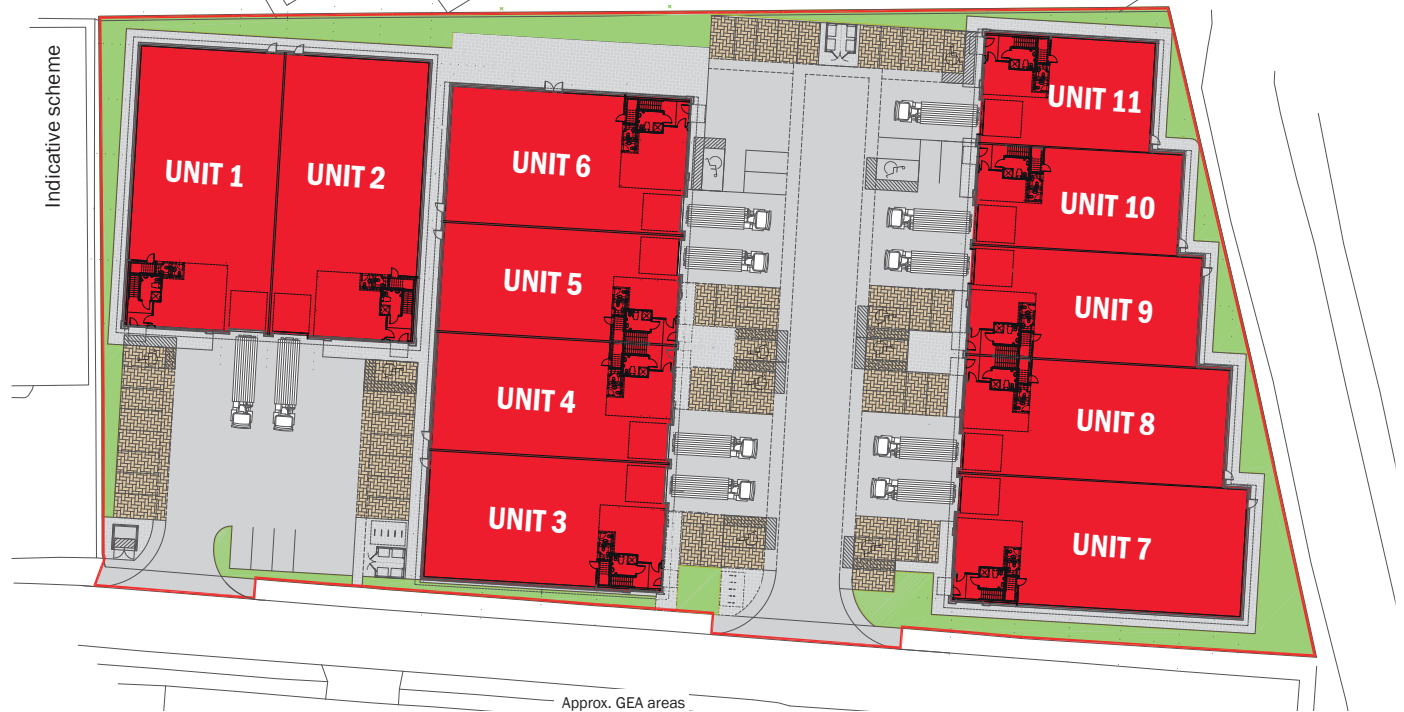 Indicative scheme
UNIT 1
UNIT 2
UNIT 6
UNIT 5
UNIT 4
UNIT 3
UNIT 11
UNIT 10
UNIT 9
UNIT 8
UNIT 7
Approx. GEA areas